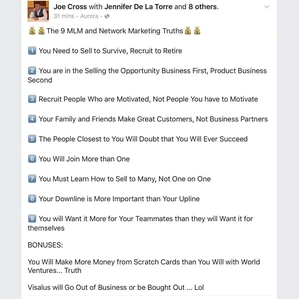 Joe Cross with Jennifer De La Torre and 8 others.
31 mins · Aurora ·
💰💰The 9 MLM and Network Marketing Truths💰💰
1️⃣ You Need to Sell to Survive, Recruit to Retire
2️⃣ You are in the Selling the Opportunity Business First, Product Business
Second
3️⃣ Recruit People Who are Motivated, Not People You have to Motivate
4️⃣ Your Family and Friends Make Great Customers, Not Business Partners
5️⃣ The People Closest to You Will Doubt that You Will Ever Succeed
6️⃣ You Will Join More than One
7️⃣ You Must Learn How to Sell to Many, Not One on One
8️⃣ Your Downline is More Important than Your Upline
9️⃣ You will Want it More for Your Teammates than they will Want it for
themselves
BONUSES:
You Will Make More Money from Scratch Cards than You Will with World
Ventures... Truth
Visalus will Go Out of Business or be Bought Out ... Lol